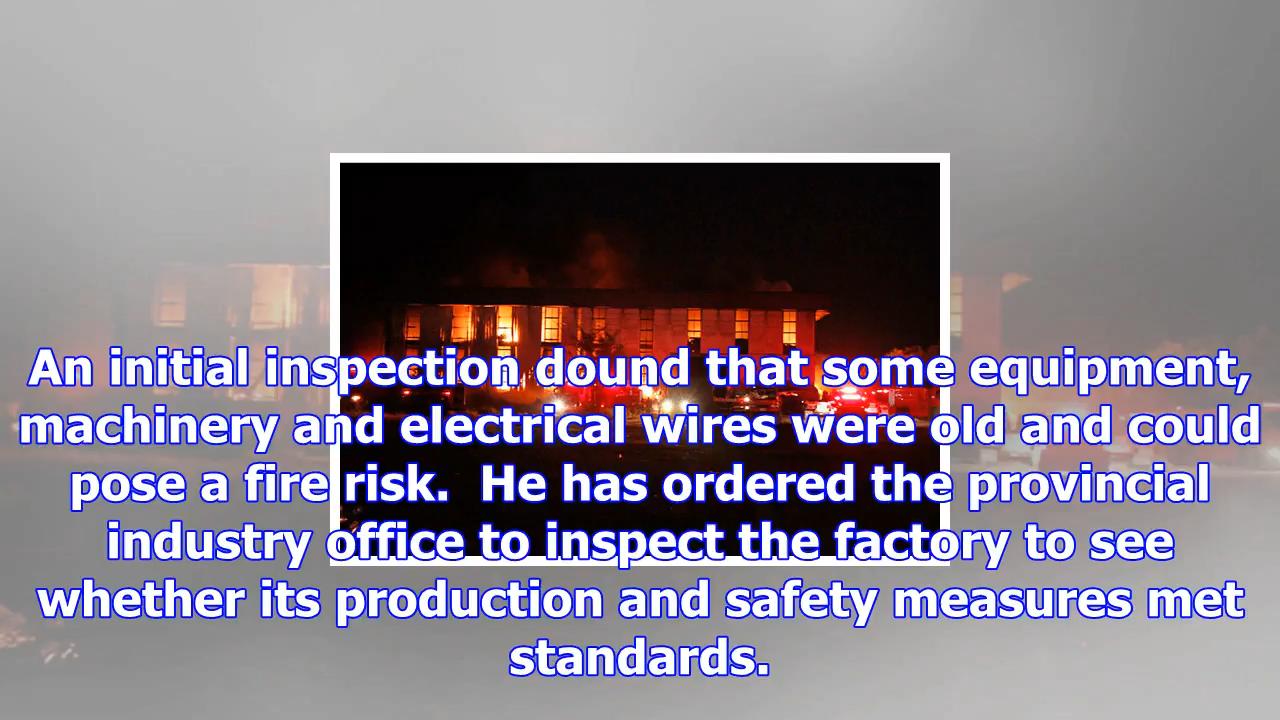 An initial inspection dound that some equipment,
machinery and electrical wires were old and could
pose a fire risk.  He has ordered the provincial
industry office to inspect the factory to see
whether its production and safety measures met
standards.